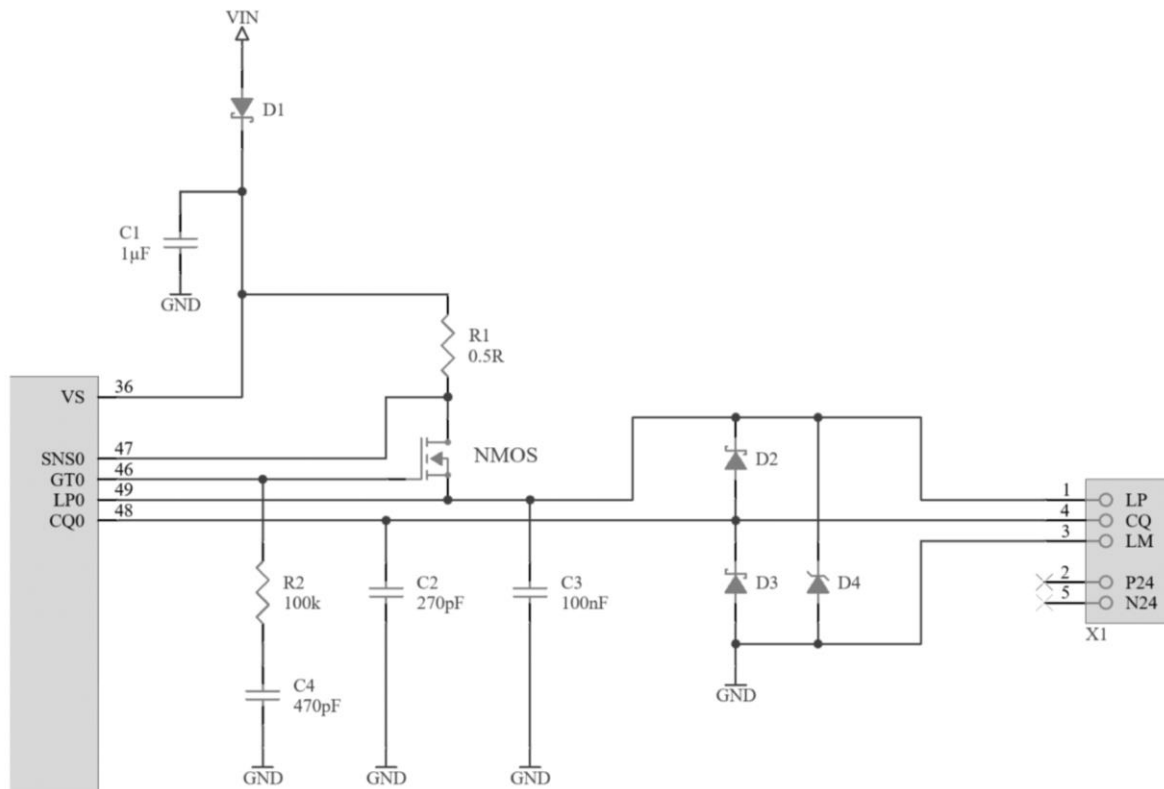 VIN
D1
C1
1µF
GND
R1
0.5R
VS
36
SNS0
47
GT0
46
LP0
49
CQ0
48
NMOS
D2
D3
D4
R2
100k
C2
270pF
C3
100nF
C4
470pF
GND
GND
GND
GND
1
LP
4
CQ
3
LM
2
P24
5
N24
X1